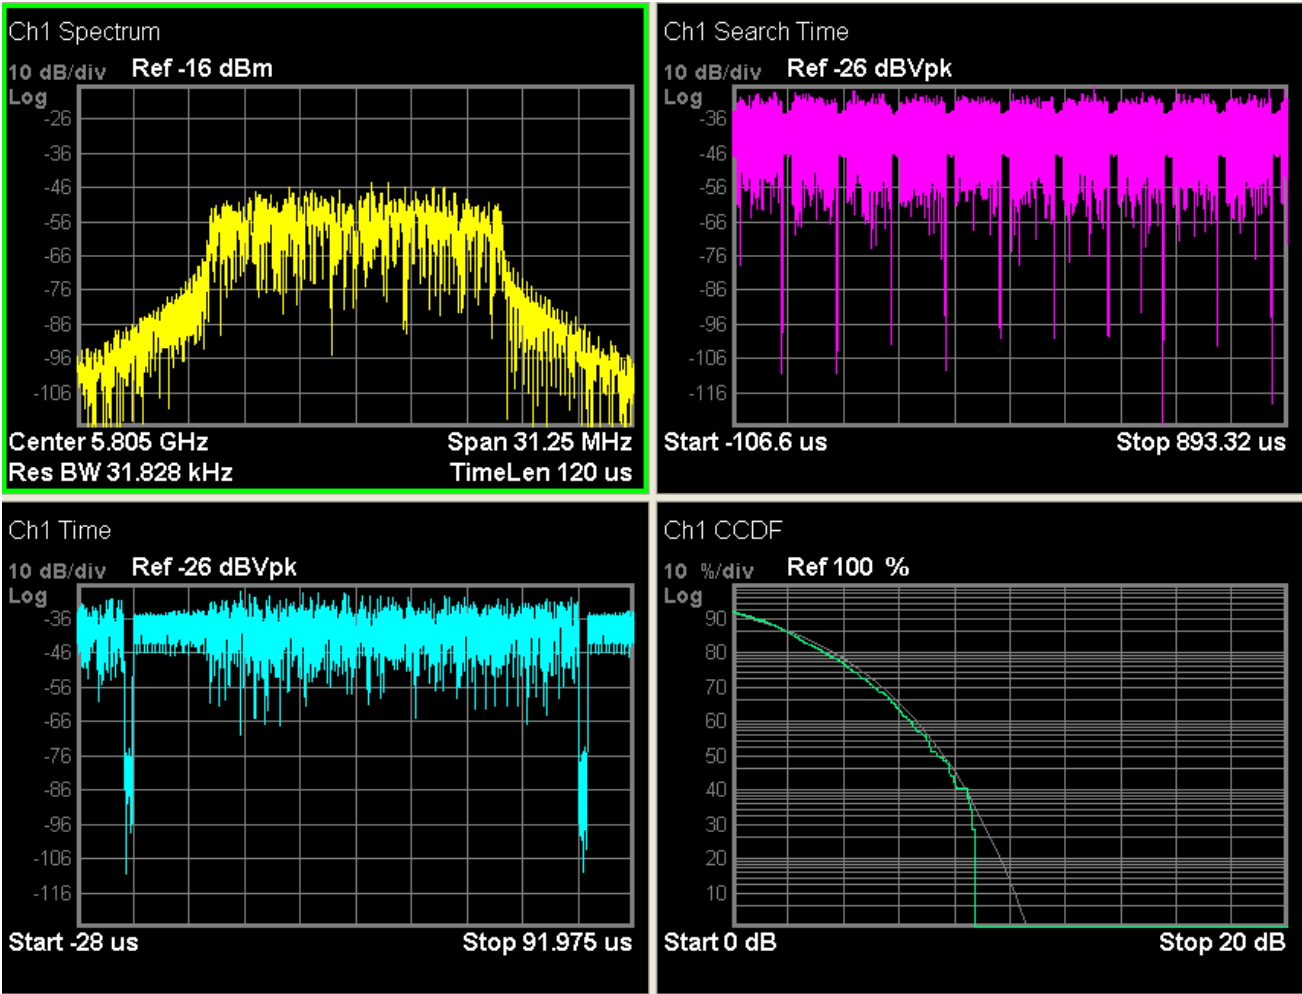 Ch1 Spectrum
10 dB/div Ref -16 dBm
Log
-26
-36
-46
-56
-66
-76
-86
-96
-106
Center 5.805 GHz Span 31.25 MHz
Res BW 31.828 kHz TimeLen 120 us
Ch1 Search Time
10 dB/div Ref -26 dBVpk
Log
-36
-46
-56
-66
-76
-86
-96
-106
-116
Start -106.6 us Stop 893.32 us
Ch1 Time
10 dB/div Ref -26 dBVpk
Log
-36
-46
-56
-66
-76
-86
-96
-106
-116
Start -28 us Stop 91.975 us
Ch1 CCDF
10 %/div Ref 100 %
Log
90
80
70
60
50
40
30
20
10
Start 0 dB Stop 20 dB